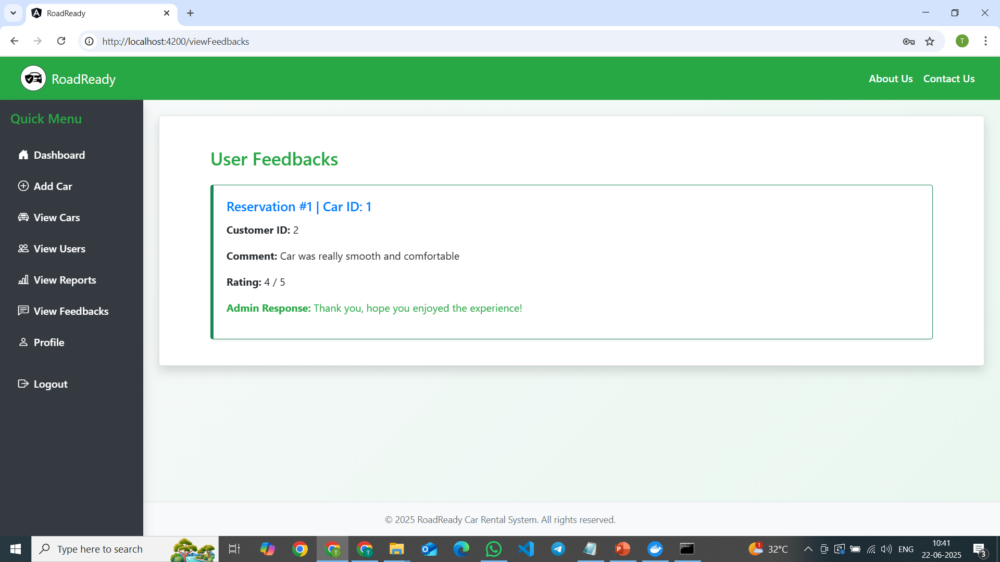 RoadReady
http://localhost:4200/viewFeedbacks
T
RoadReady
About Us
Contact Us
Quick Menu
Dashboard
Add Car
View Cars
View Users
View Reports
View Feedbacks
Profile
Logout
User Feedbacks
Reservation #1 | Car ID: 1
Customer ID: 2
Comment: Car was really smooth and comfortable
Rating: 4 / 5
Admin Response: Thank you, hope you enjoyed the experience!
© 2025 RoadReady Car Rental System. All rights reserved.
Type here to search
1
32°C
ENG
10:41
22-06-2025
3